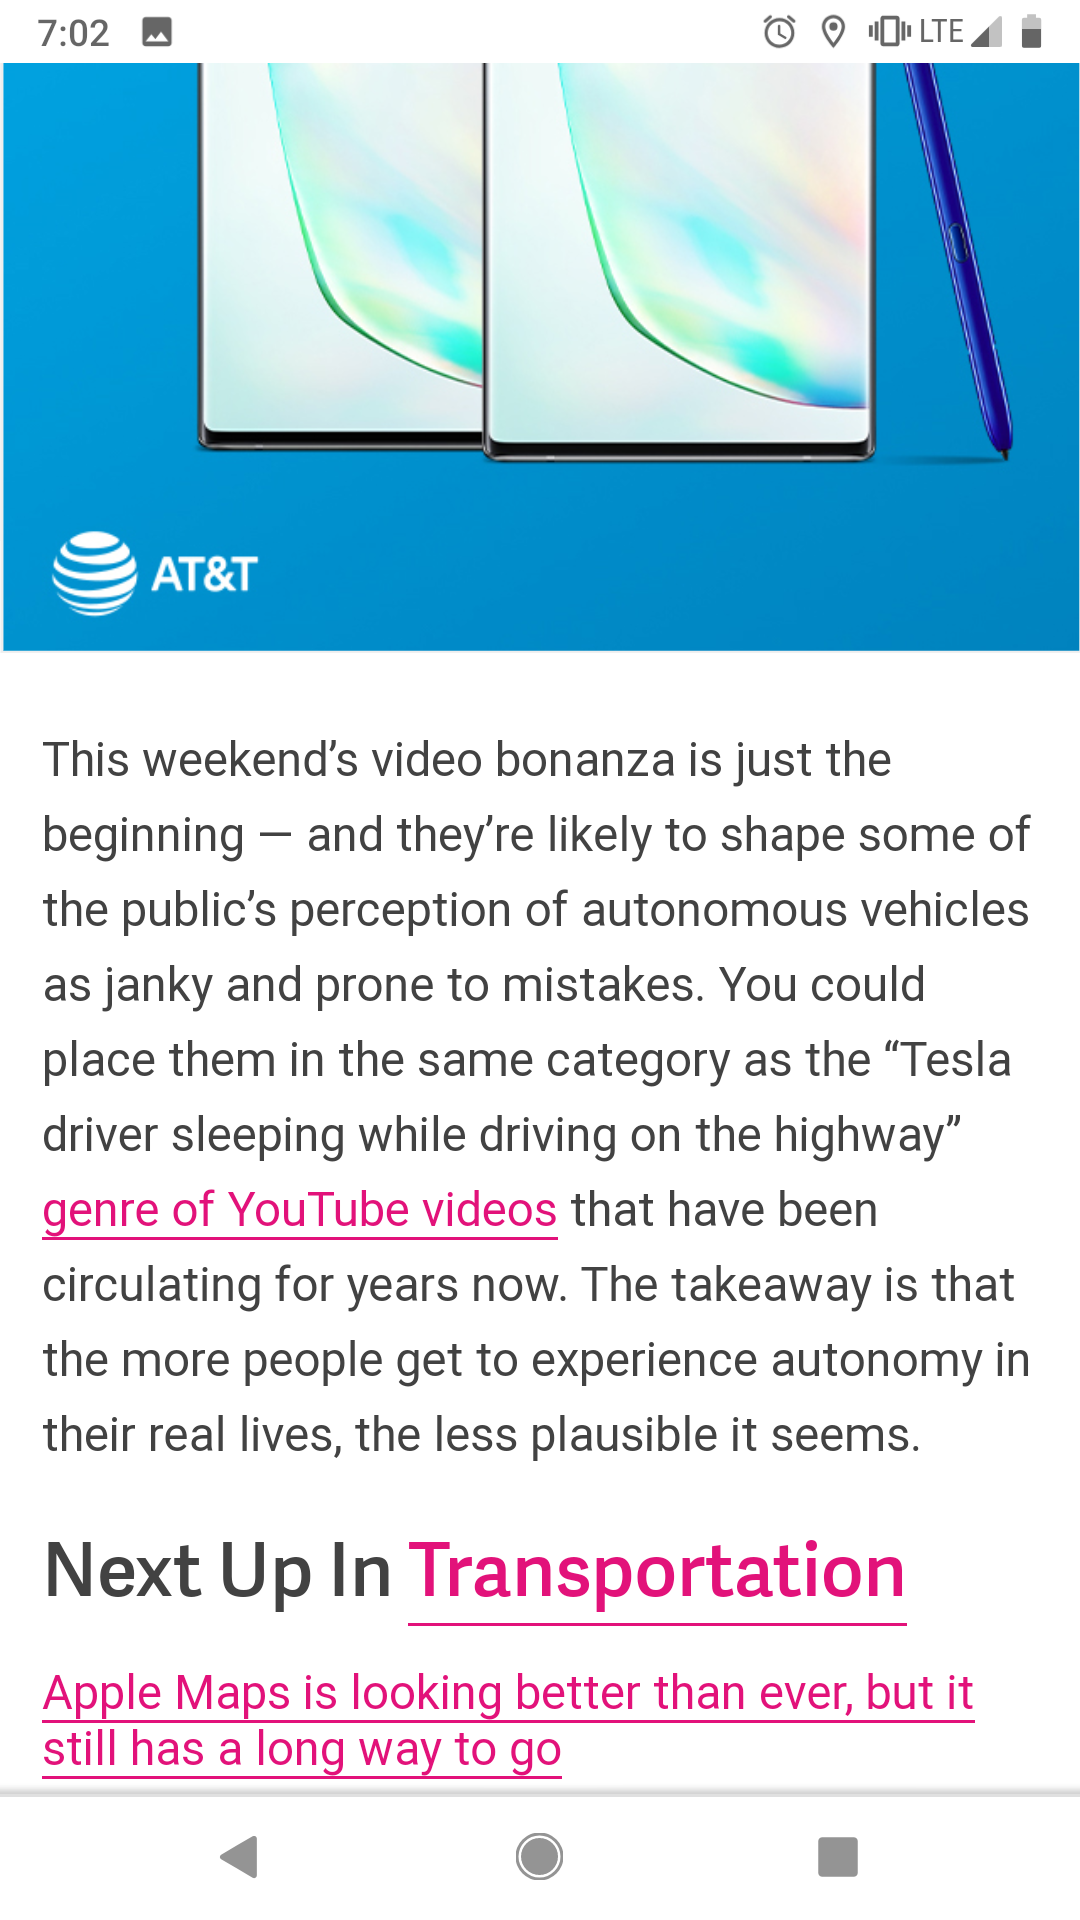 7:02 LTE
AT&T
This weekend’s video bonanza is just the
beginning — and they’re likely to shape some of
the public’s perception of autonomous vehicles
as janky and prone to mistakes. You could
place them in the same category as the “Tesla
driver sleeping while driving on the highway”
genre of YouTube videos that have been
circulating for years now. The takeaway is that
the more people get to experience autonomy in
their real lives, the less plausible it seems.
Next Up In Transportation
Apple Maps is looking better than ever, but it
still has a long way to go